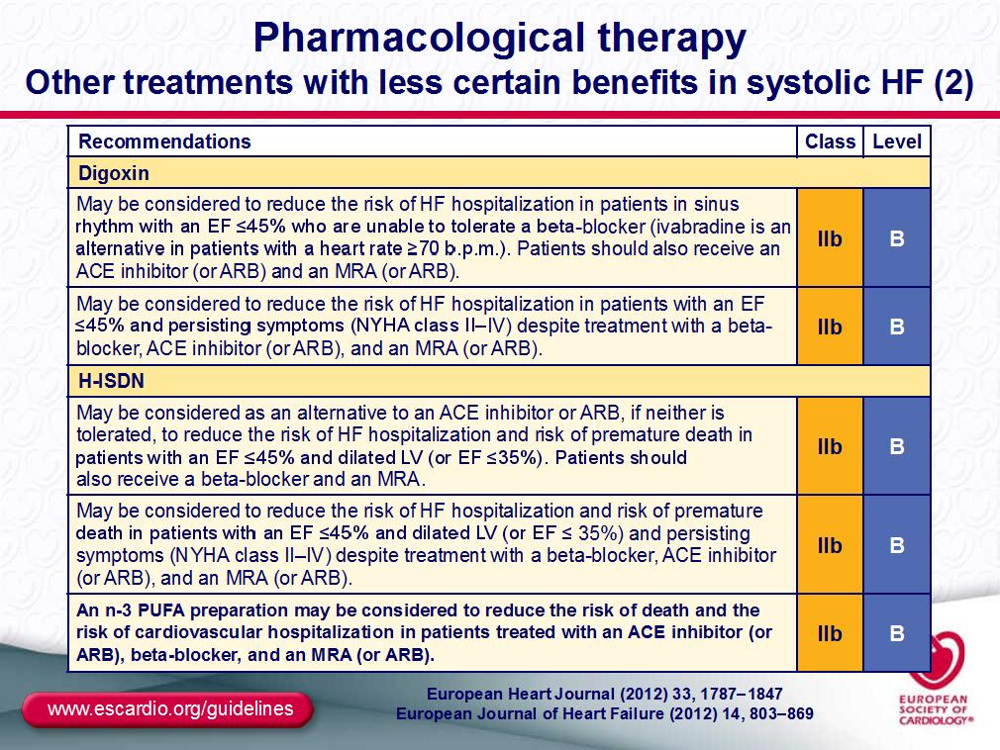 Pharmacological therapy
Other treatments with less certain benefits in systolic HF (2)
Recommendations Class Level
Digoxin
May be considered to reduce the risk of HF hospitalization in patients in sinus
rhythm with an EF ≤45% who are unable to tolerate a beta-blocker (ivabradine is an
alternative in patients with a heart rate ≥70 b.p.m.). Patients should also receive an
ACE inhibitor (or ARB) and an MRA (or ARB).
IIb B
May be considered to reduce the risk of HF hospitalization in patients with an EF
≤45% and persisting symptoms (NYHA class II–IV) despite treatment with a beta-
blocker, ACE inhibitor (or ARB), and an MRA (or ARB).
IIb B
H-ISDN
May be considered as an alternative to an ACE inhibitor or ARB, if neither is
tolerated, to reduce the risk of HF hospitalization and risk of premature death in
patients with an EF ≤45% and dilated LV (or EF ≤35%). Patients should
also receive a beta-blocker and an MRA.
IIb B
May be considered to reduce the risk of HF hospitalization and risk of premature
death in patients with an EF ≤45% and dilated LV (or EF ≤ 35%) and persisting
symptoms (NYHA class II–IV) despite treatment with a beta-blocker, ACE inhibitor
(or ARB), and an MRA (or ARB).
IIb B
An n-3 PUFA preparation may be considered to reduce the risk of death and the
risk of cardiovascular hospitalization in patients treated with an ACE inhibitor (or
ARB), beta-blocker, and an MRA (or ARB).
IIb B
www.escardio.org/guidelines
European Heart Journal (2012) 33, 1787–1847
European Journal of Heart Failure (2012) 14, 803–869
EUROPEAN
SOCIETY OF
CARDIOLOGY®